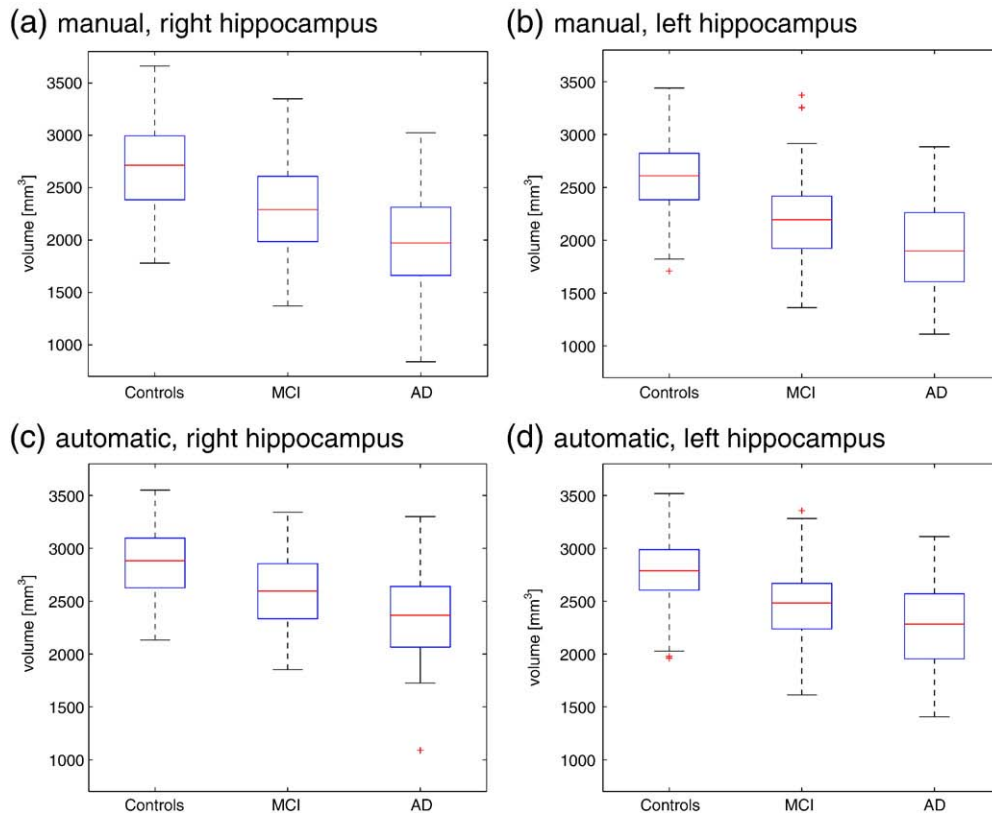 (a) manual, right hippocampus
volume [mm³]
3500
3000
2500
2000
1500
1000
Controls MCI AD
(b) manual, left hippocampus
volume [mm³]
3500
3000
2500
2000
1500
1000
Controls MCI AD
(c) automatic, right hippocampus
volume [mm³]
3500
3000
2500
2000
1500
1000
Controls MCI AD
(d) automatic, left hippocampus
volume [mm³]
3500
3000
2500
2000
1500
1000
Controls MCI AD